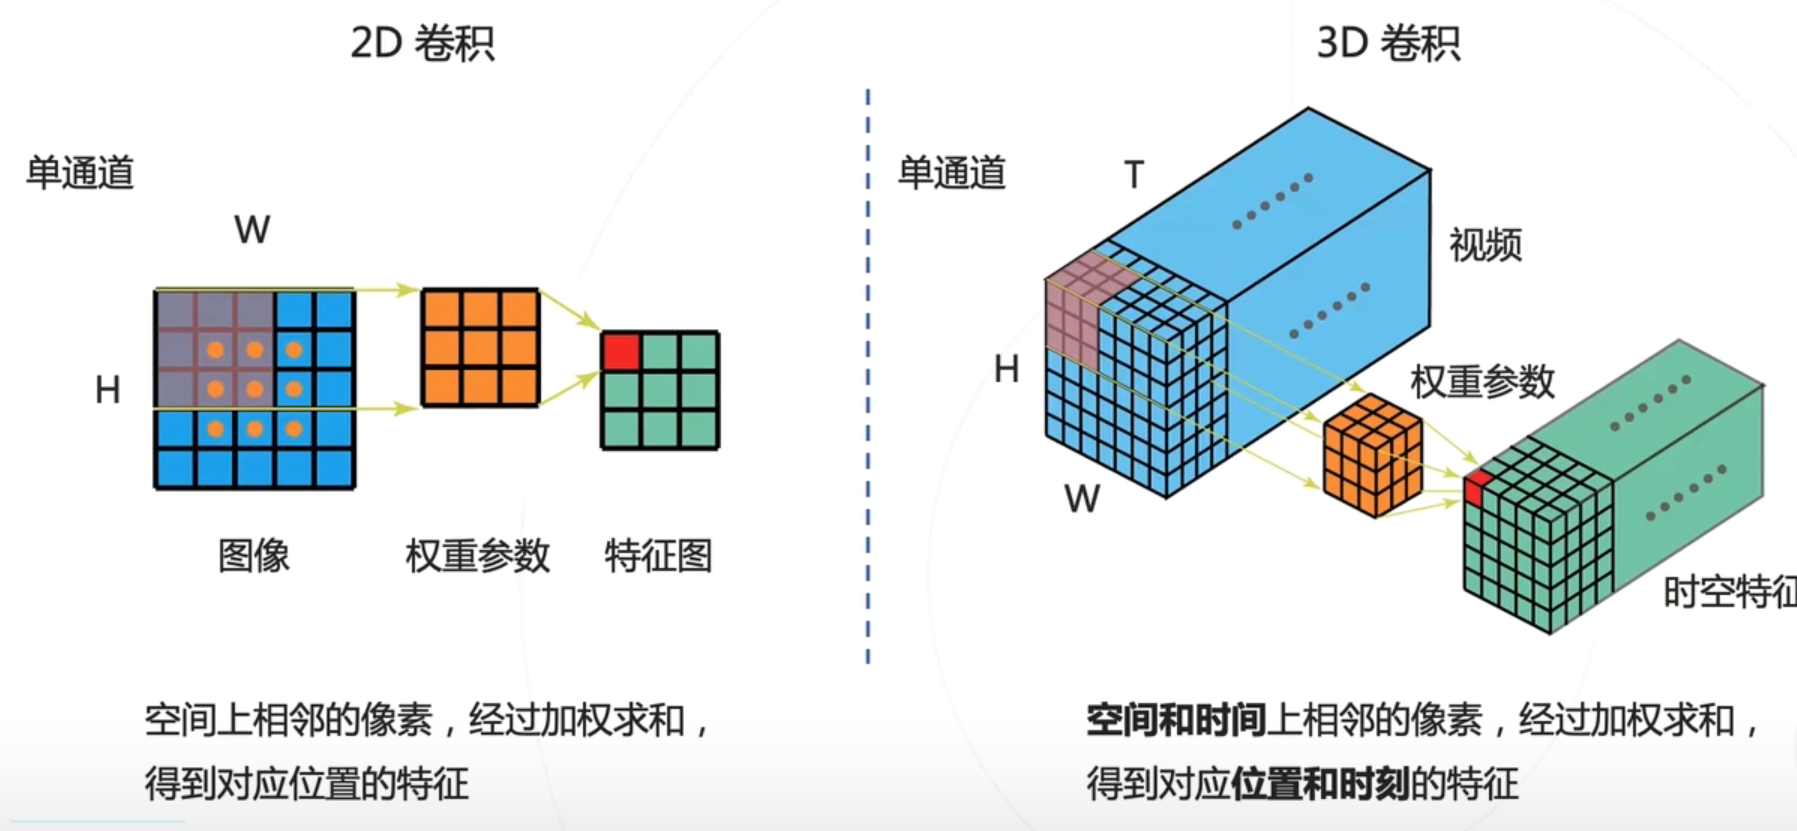 2D 卷积
单通道
W
H
图像
权重参数
特征图
空间上相邻的像素，经过加权求和，
得到对应位置的特征
3D 卷积
单通道
T
视频
H
权重参数
W
时空特征
空间和时间上相邻的像素，经过加权求和，
得到对应位置和时刻的特征